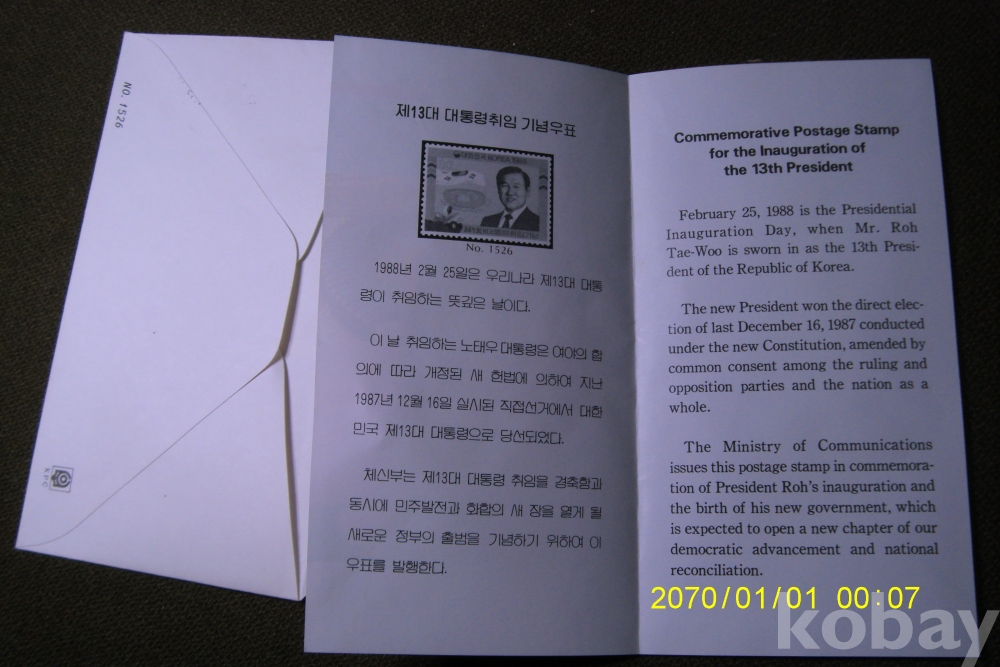 NO. 1526
KPC
제13대 대통령취임 기념우표
No. 1526
1988년 2월 25일은 우리나라 제13대 대통
령이 취임하는 뜻깊은 날이다.
이 날 취임하는 노태우 대통령은 여야의 합
의에 따라 개정된 새 헌법에 의하여 지난
1987년 12월 16일 실시된 직접선거에서 대한
민국 제13대 대통령으로 당선되었다.
체신부는 제13대 대통령 취임을 경축함과
동시에 민주발전과 화합의 새 장을 열게 될
새로운 정부의 출범을 기념하기 위하여 이
우표를 발행한다.
Commemorative Postage Stamp
for the Inauguration of
the 13th President
February 25, 1988 is the Presidential
Inauguration Day, when Mr. Roh
Tae-Woo is sworn in as the 13th Presi-
dent of the Republic of Korea.
The new President won the direct elec-
tion of last December 16, 1987 conducted
under the new Constitution, amended by
common consent among the ruling and
opposition parties and the nation as a
whole.
The Ministry of Communications
issues this postage stamp in commemora-
tion of President Roh's inauguration and
the birth of his new government, which
is expected to open a new chapter of our
democratic advancement and national
reconciliation.
2070/01/01 00:07
kobay